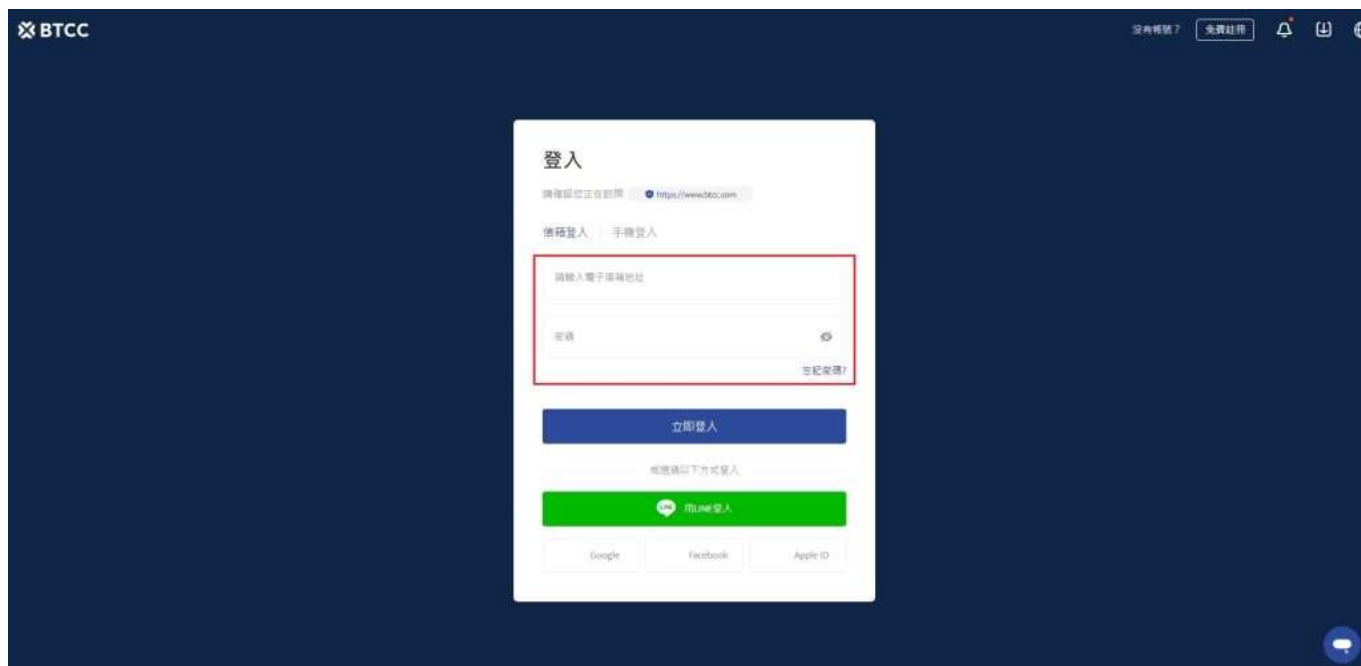 BTCC
沒有帳號？ 免費註冊
登入
請確認您正在訪問 https://www.btcc.com
信箱登入 手機登入
請輸入電子信箱地址
密碼
忘記密碼?
立即登入
或透過以下方式登入
LINE 用LINE登入
Google Facebook Apple ID